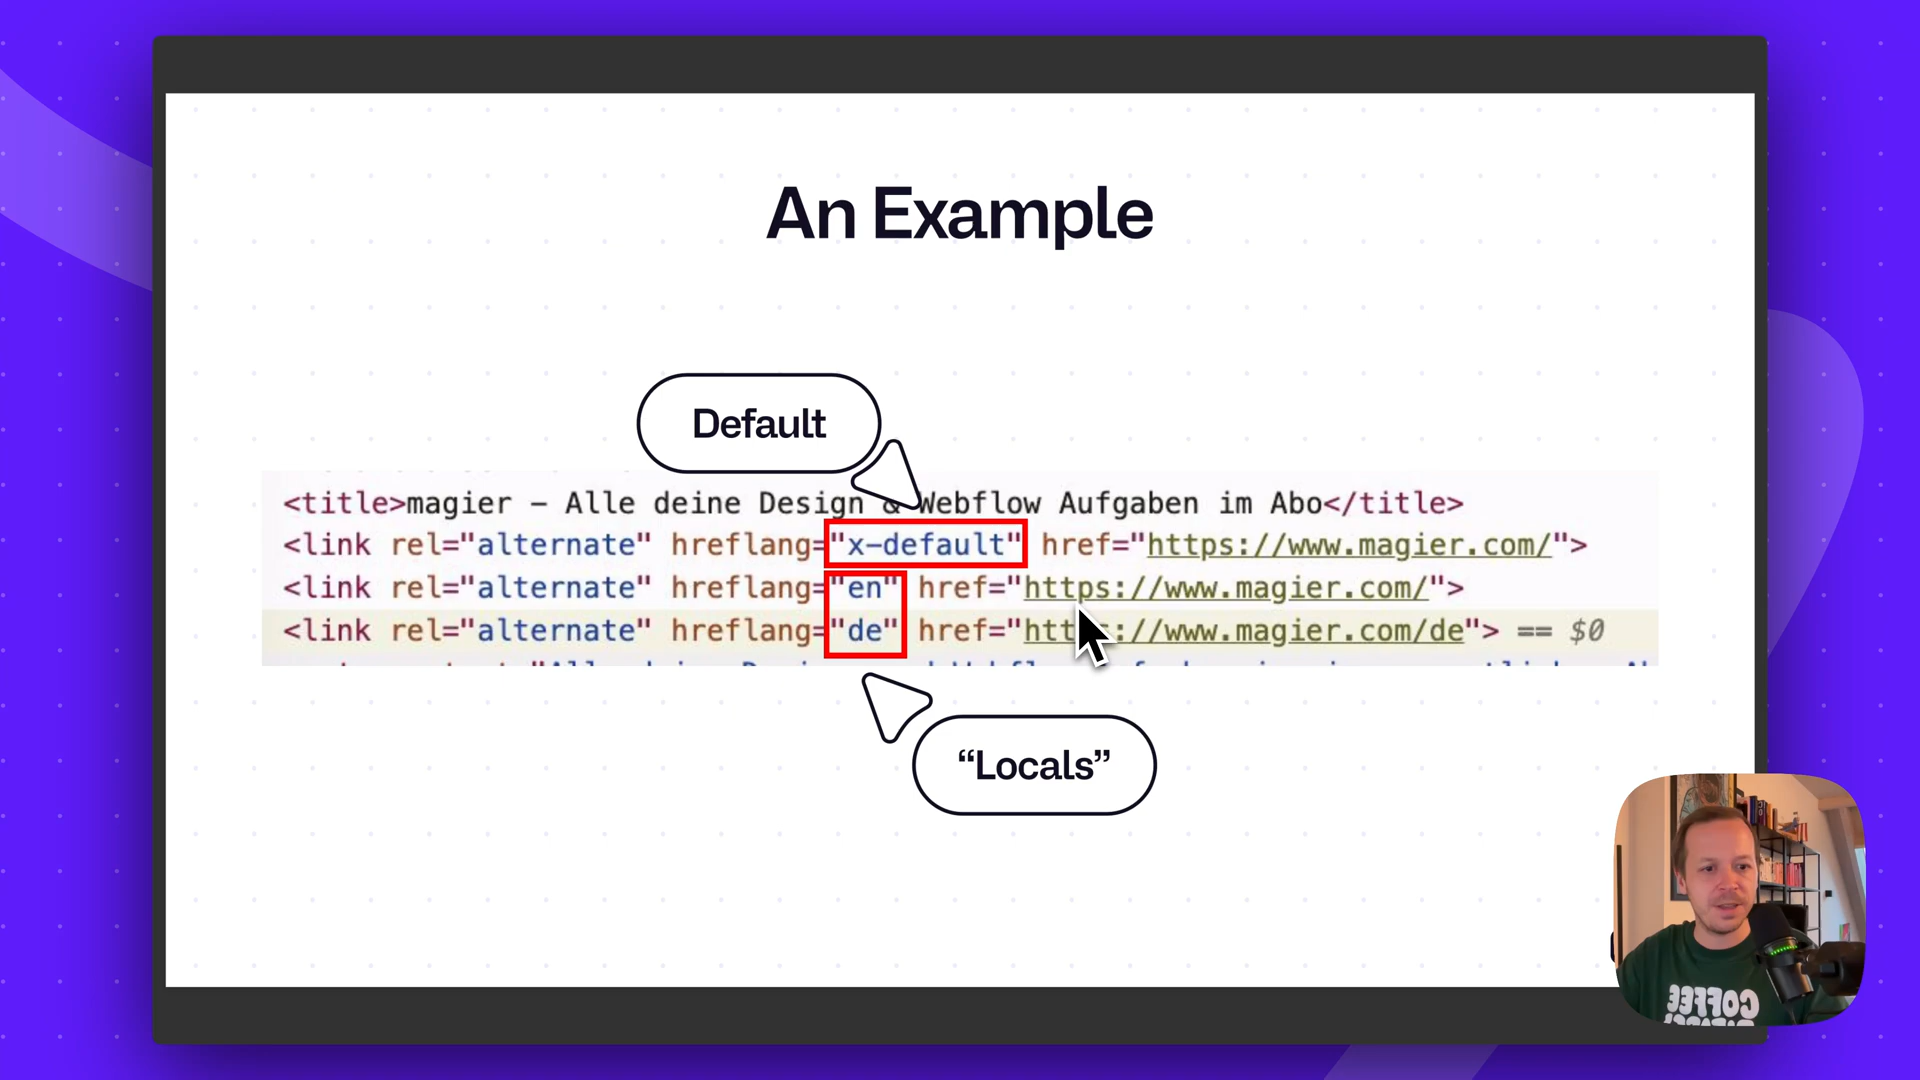 An Example
Default
<title>magier – Alle deine Design & Webflow Aufgaben im Abo</title>
<link rel="alternate" hreflang="x-default" href="https://www.magier.com/">
<link rel="alternate" hreflang="en" href="https://www.magier.com/">
<link rel="alternate" hreflang="de" href="https://www.magier.com/de"> == $0
“Locals”
COFFEE